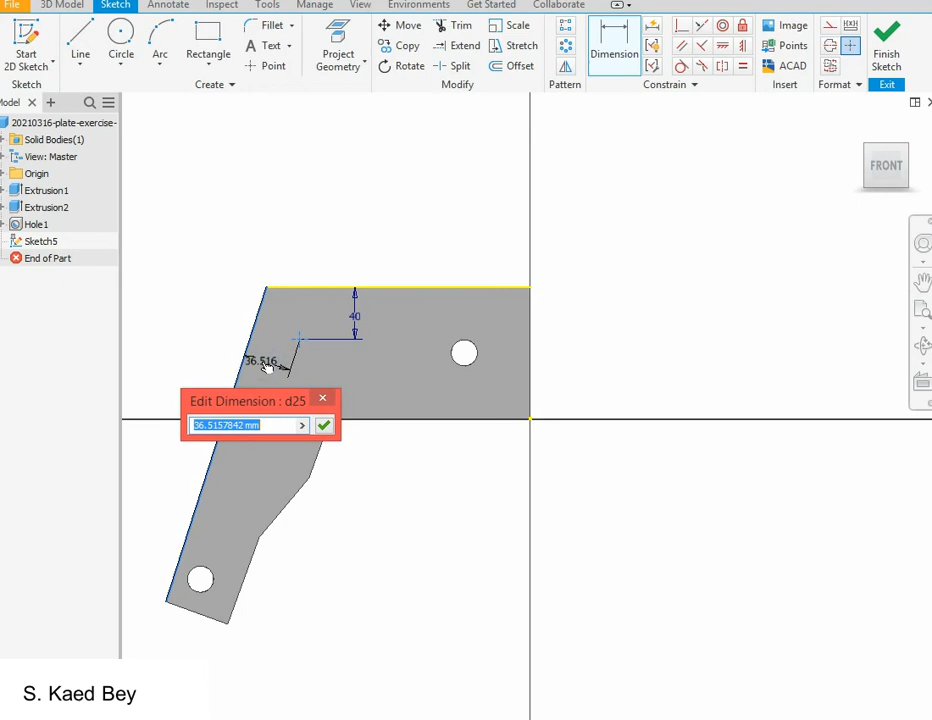 File 3D Model Sketch Annotate Inspect Tools Manage View Environments Get Started Collaborate
Start
2D Sketch
Line
Circle
Arc
Rectangle
Fillet
Text
Point
Project
Geometry
Move
Copy
Rotate
Trim
Extend
Split
Scale
Stretch
Offset
Dimension
Image
Points
ACAD
Finish
Sketch
Sketch Create Modify Pattern Constrain Insert Format Exit
Model
20210316-plate-exercise-
Solid Bodies(1)
View: Master
Origin
Extrusion1
Extrusion2
Hole1
Sketch5
End of Part
FRONT
40
36.516
Edit Dimension : d25
36.5157842 mm
S. Kaed Bey